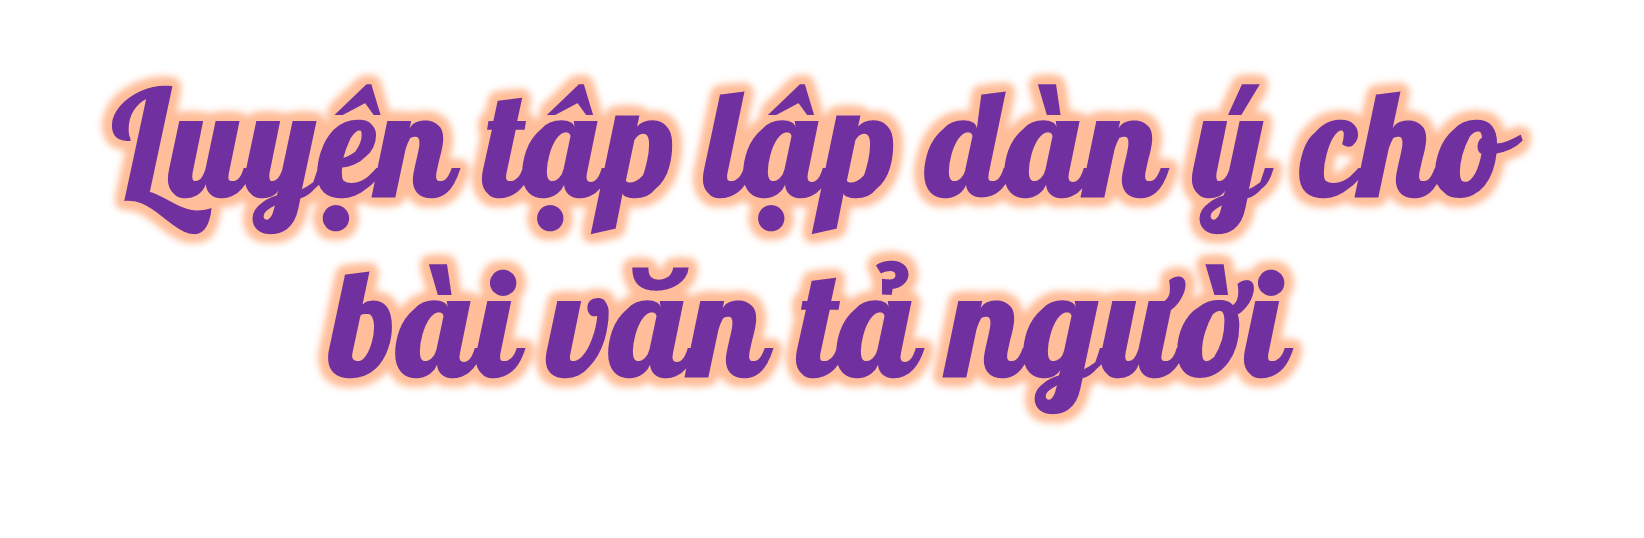 Luyện tập lập dàn ý cho
bài văn tả người